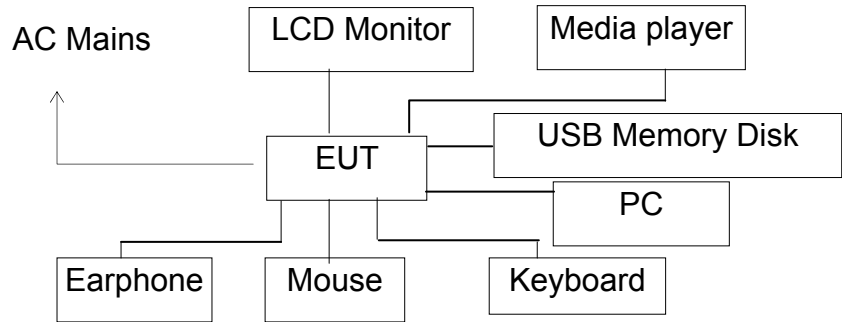 AC Mains
LCD Monitor
Media player
EUT
USB Memory Disk
PC
Earphone
Mouse
Keyboard